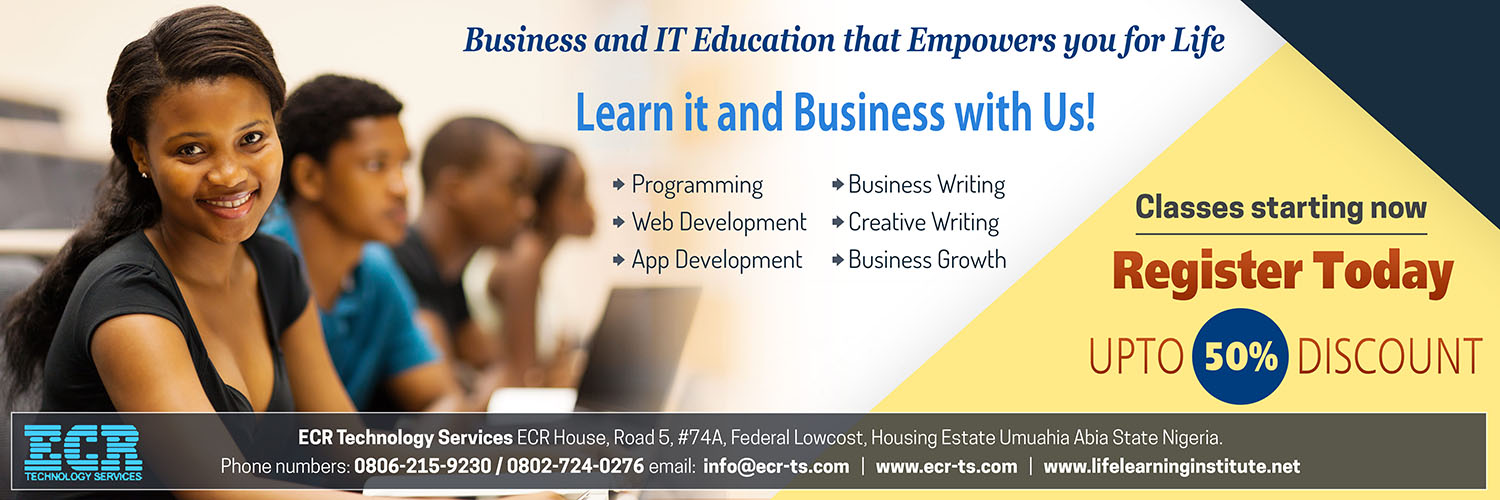 Business and IT Education that Empowers you for Life
Learn it and Business with Us!
Programming
Web Development
App Development
Business Writing
Creative Writing
Business Growth
Classes starting now
Register Today
UPTO 50% DISCOUNT
ECR
TECHNOLOGY SERVICES
ECR Technology Services ECR House, Road 5, #74A, Federal Lowcost, Housing Estate Umuahia Abia State Nigeria.
Phone numbers: 0806-215-9230 / 0802-724-0276 email: info@ecr-ts.com | www.ecr-ts.com | www.lifelearninginstitute.net